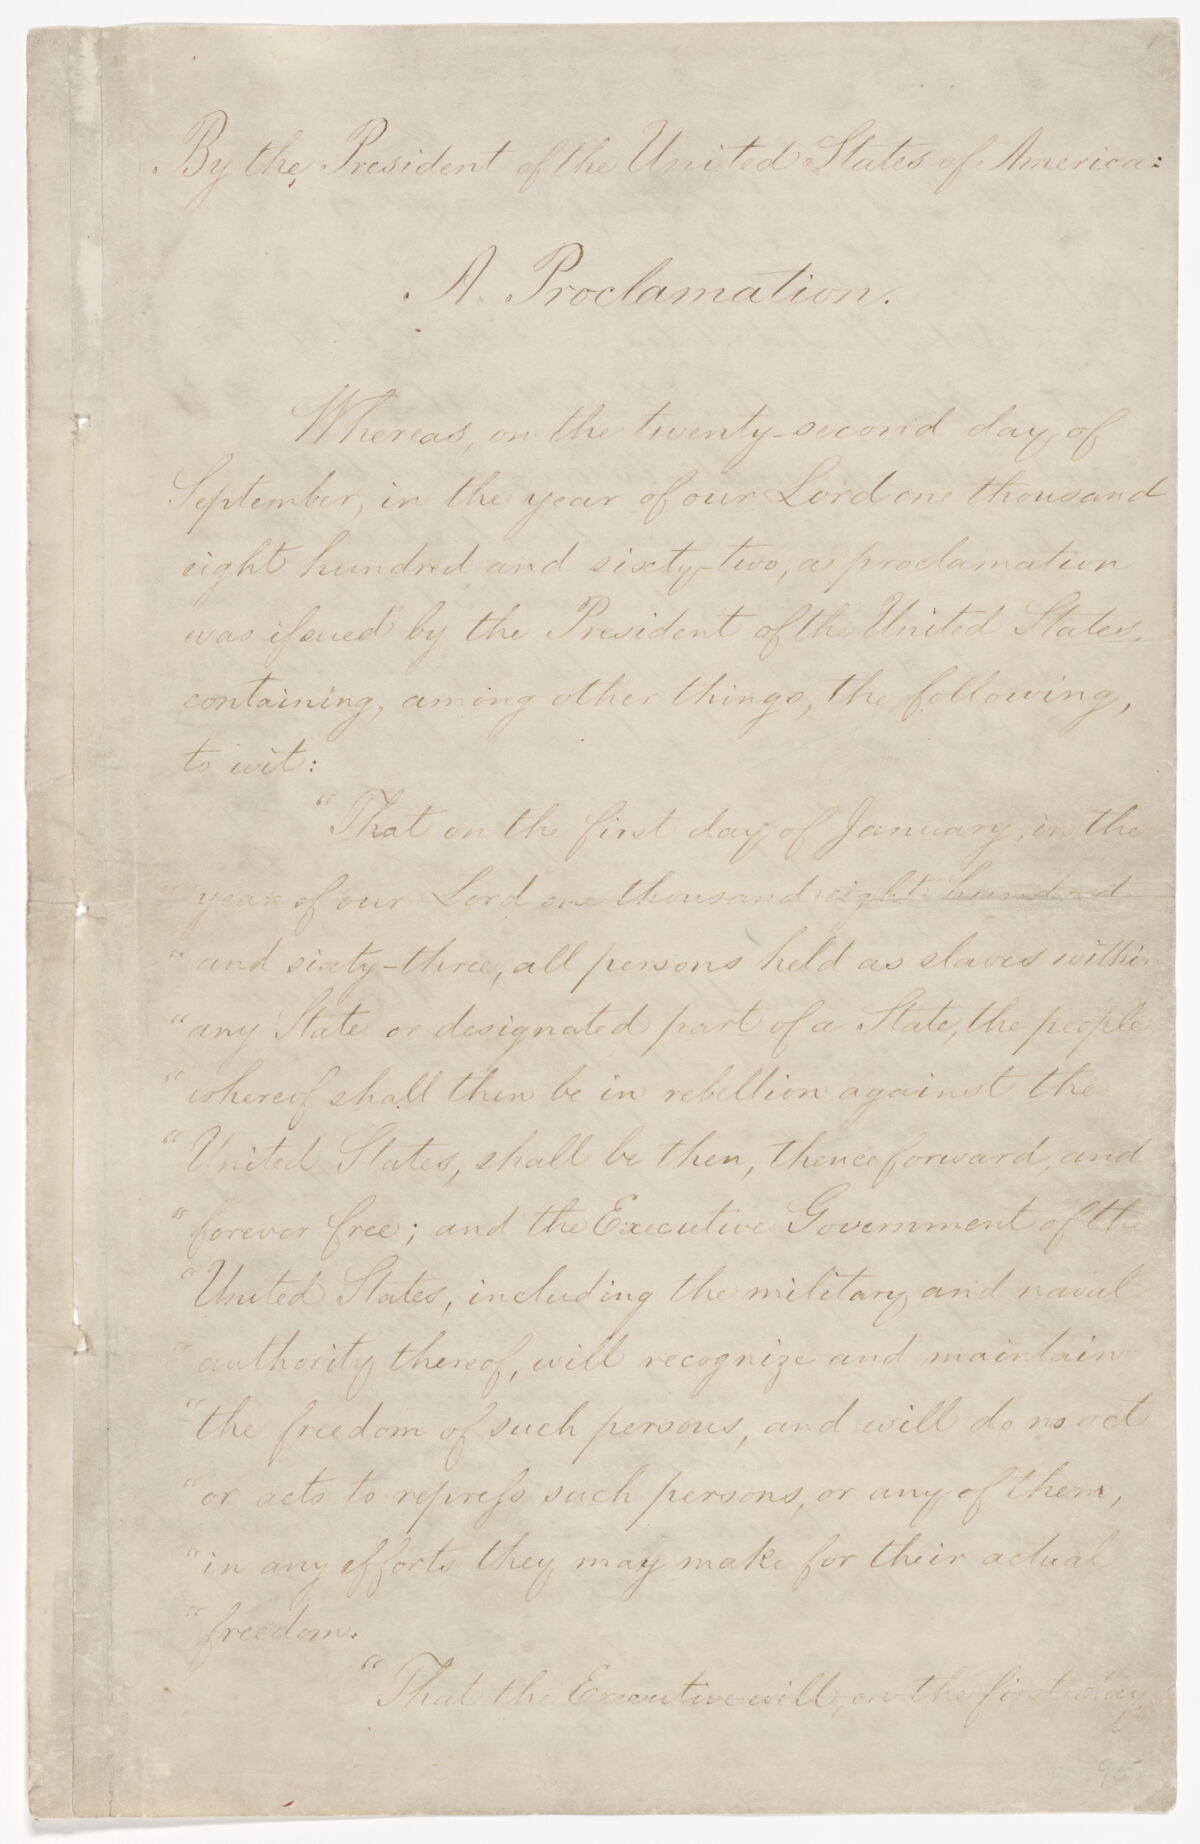 By the President of the United States of America:
A Proclamation.
Whereas, on the twenty-second day of
September, in the year of our Lord one thousand
eight hundred and sixty-two, a proclamation
was issued by the President of the United States,
containing, among other things, the following,
to wit:
"That on the first day of January, in the
"year of our Lord one thousand eight hundred
"and sixty-three, all persons held as slaves within
"any State or designated part of a State, the people
"whereof shall then be in rebellion against the
"United States, shall be then, thenceforward, and
"forever free; and the Executive Government of the
"United States, including the military and naval
"authority thereof, will recognize and maintain
"the freedom of such persons, and will do no act
"or acts to repress such persons, or any of them,
"in any efforts they may make for their actual
"freedom.
"That the Executive will, on the first day
95